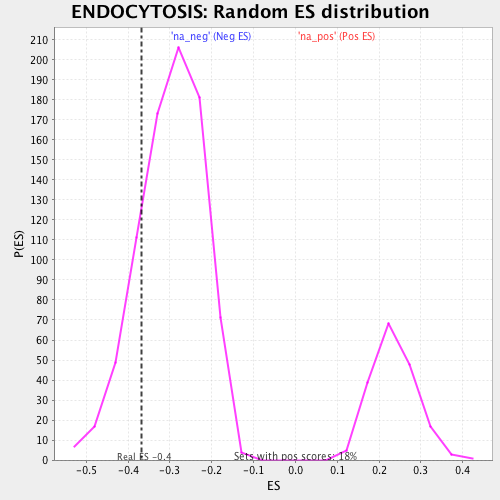 ENDOCYTOSIS: Random ES distribution
'na_neg' (Neg ES)
'na_pos' (Pos ES)
210
200
190
180
170
160
150
140
130
120
110
100
90
80
70
60
50
40
30
20
10
0
P(ES)
Real ES -0.4
Sets with pos scores: 18%
-0.5 -0.4 -0.3 -0.2 -0.1 0.0 0.1 0.2 0.3 0.4
ES